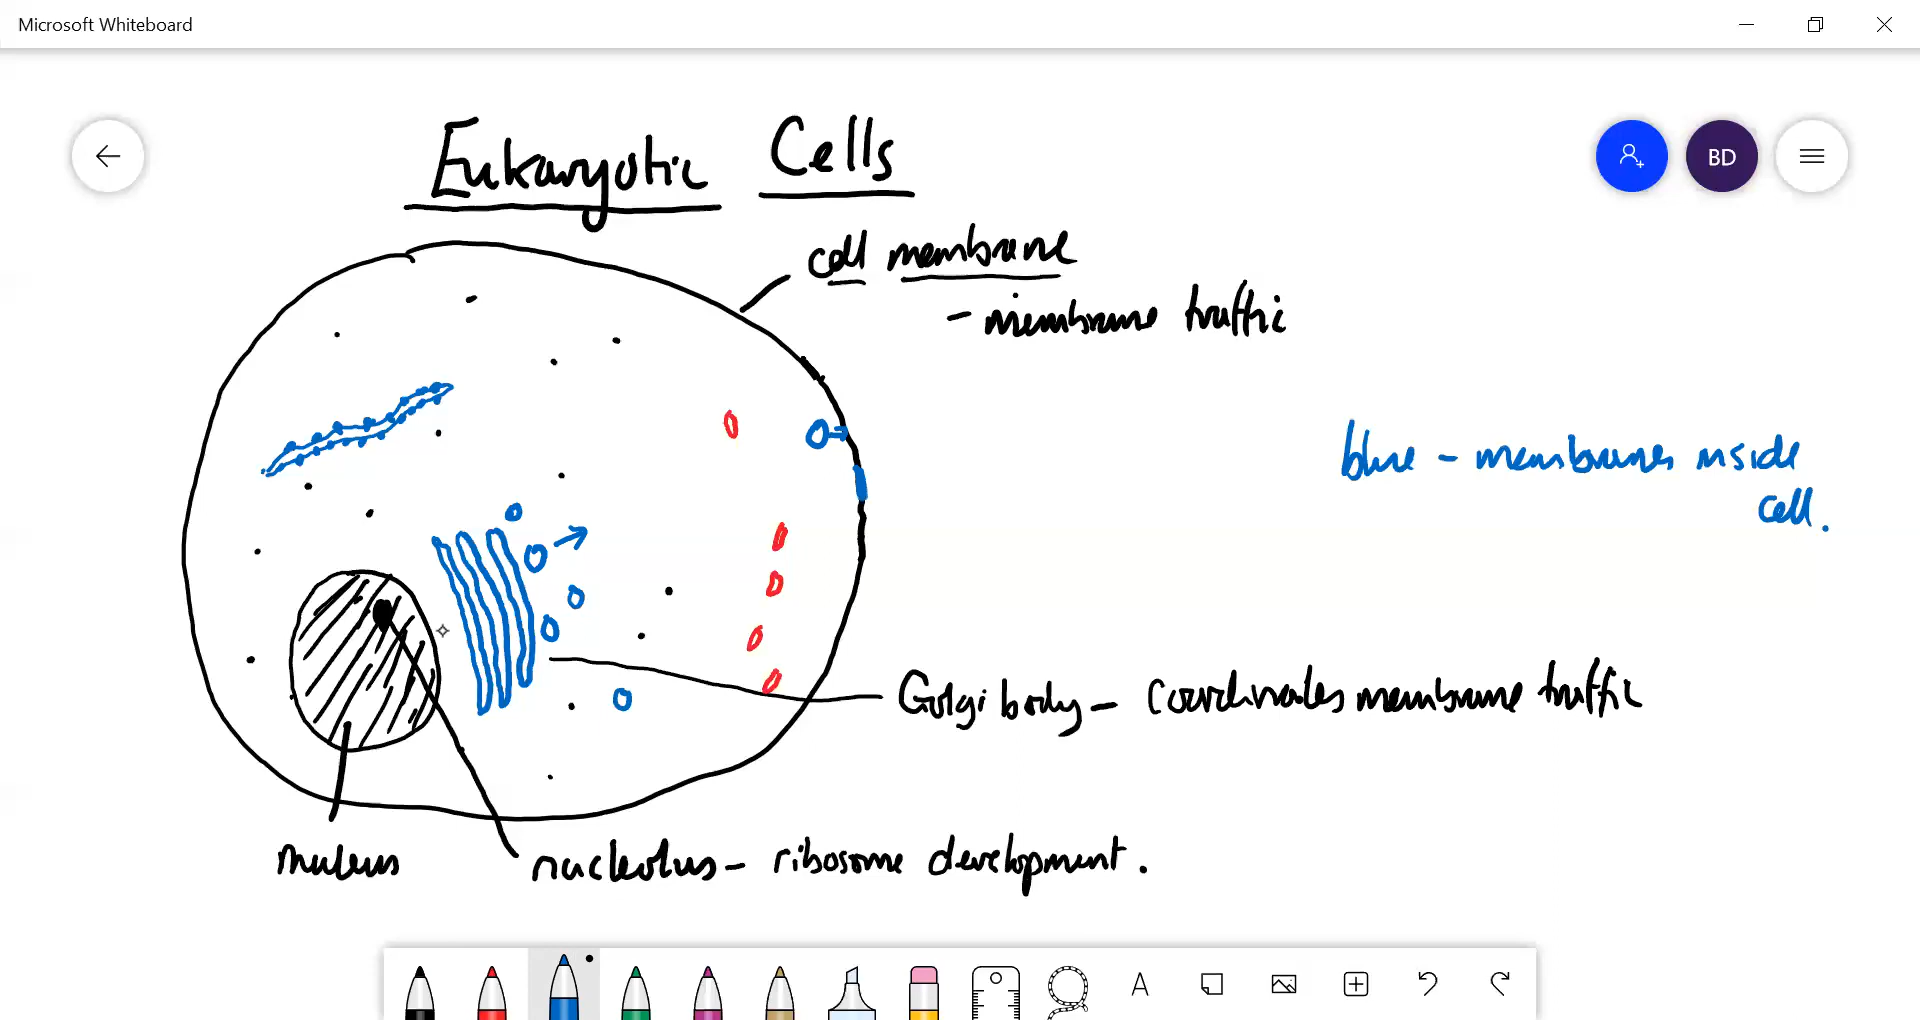 Microsoft Whiteboard
Eukaryotic Cells
BD
cell membrane
- membrane traffic
blue - membranes inside
cell.
Golgi body - coordinates membrane traffic
nucleus
nucleolus - ribosome development.
A